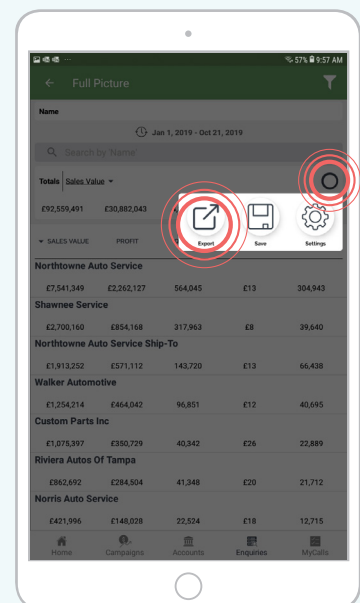 57% 9:57 AM
Full Picture
Name
Jan 1, 2019 - Oct 21, 2019
Search by 'Name'
Totals Sales Value
£92,559,491 £30,882,043
Export Save Settings
SALES VALUE PROFIT
Northtowne Auto Service
£7,541,349 £2,262,127 564,045 £13 304,943
Shawnee Service
£2,700,160 £854,168 317,963 £8 39,640
Northtowne Auto Service Ship-To
£1,913,252 £571,112 143,720 £13 66,438
Walker Automotive
£1,254,214 £464,042 96,851 £12 40,695
Custom Parts Inc
£1,075,397 £350,729 40,342 £26 22,889
Riviera Autos Of Tampa
£862,692 £284,504 41,348 £20 21,712
Norris Auto Service
£421,996 £148,028 22,524 £18 12,715
Home Campaigns Accounts Enquiries MyCalls